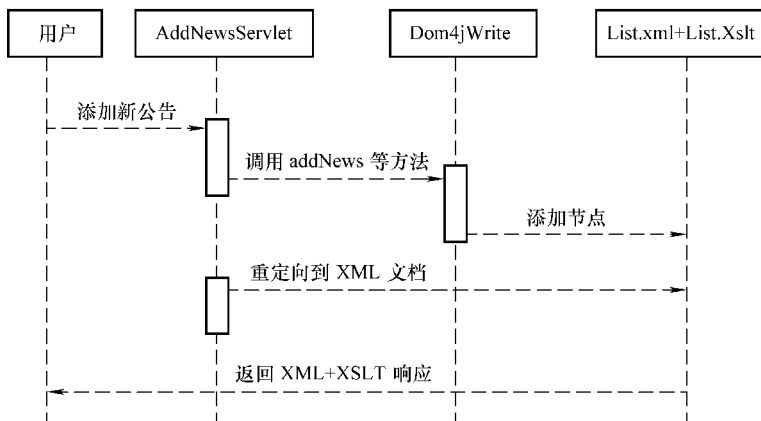 用户
AddNewsServlet
Dom4jWrite
List.xml+List.Xslt
添加新公告
调用 addNews 等方法
添加节点
重定向到 XML 文档
返回 XML+XSLT 响应